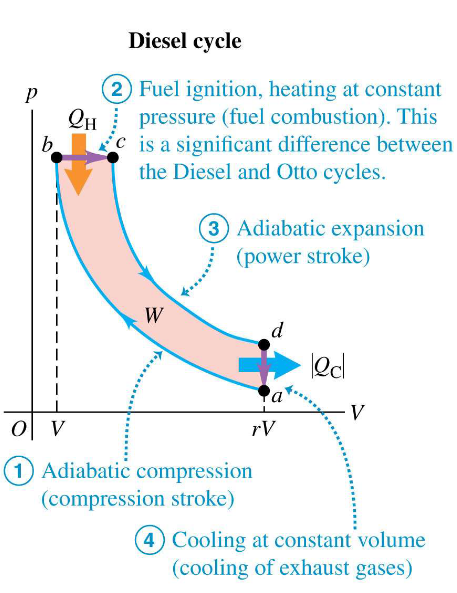 Diesel cycle
p
2 Fuel ignition, heating at constant
pressure (fuel combustion). This
is a significant difference between
the Diesel and Otto cycles.
Q_H
b
c
3 Adiabatic expansion
(power stroke)
W
d
|Q_C|
a
O
V
rV
V
1 Adiabatic compression
(compression stroke)
4 Cooling at constant volume
(cooling of exhaust gases)